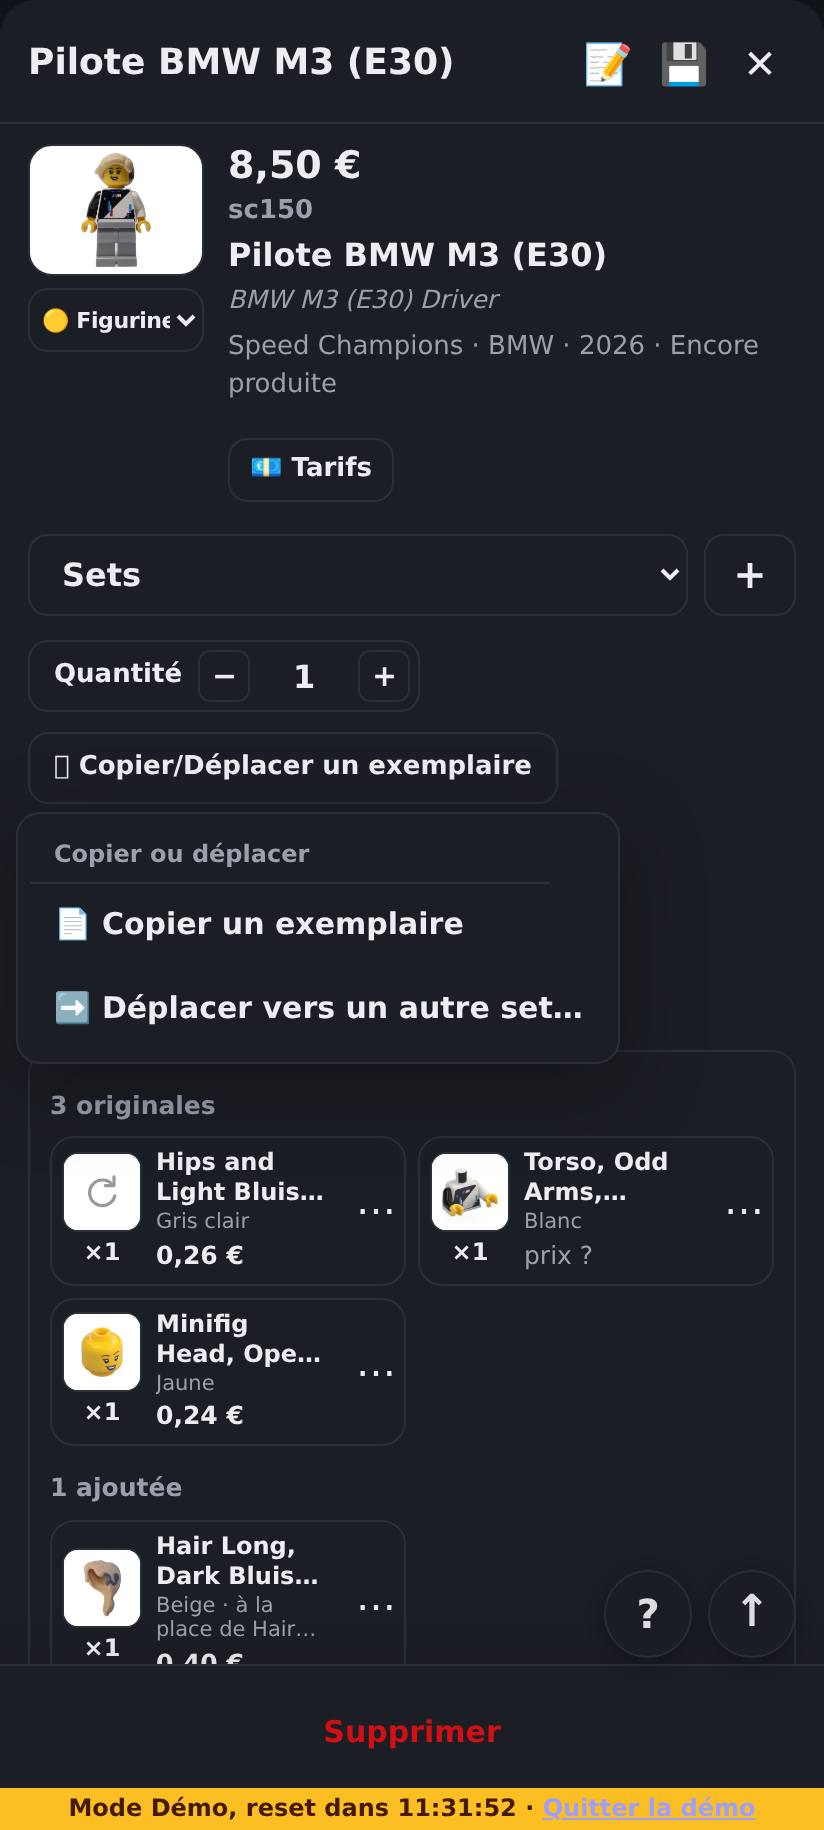 Pilote BMW M3 (E30)
8,50 €
sc150
Pilote BMW M3 (E30)
BMW M3 (E30) Driver
Figurine
Speed Champions · BMW · 2026 · Encore
produite
Tarifs
Sets
+
Quantité − 1 +
Copier/Déplacer un exemplaire
Copier ou déplacer
Copier un exemplaire
Déplacer vers un autre set…
3 originales
Hips and
Light Bluis…
Gris clair
×1
0,26 €
…
Torso, Odd
Arms,…
Blanc
×1
prix ?
…
Minifig
Head, Ope…
Jaune
×1
0,24 €
…
1 ajoutée
Hair Long,
Dark Bluis…
Beige · à la
place de Hair…
×1
0,40 €
…
? ↑
Supprimer
Mode Démo, reset dans 11:31:52 · Quitter la démo